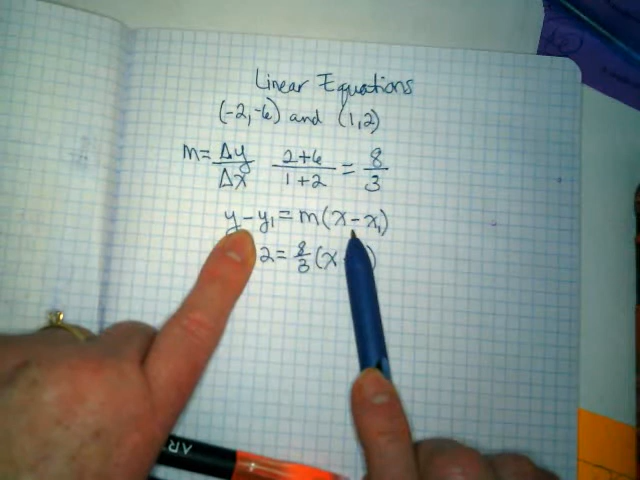 Linear Equations
(-2,-6) and (1,2)
m = Δy/Δx 2+6/1+2 = 8/3
y - y₁ = m(x - x₁)
2 = 8/3 (x )
AR